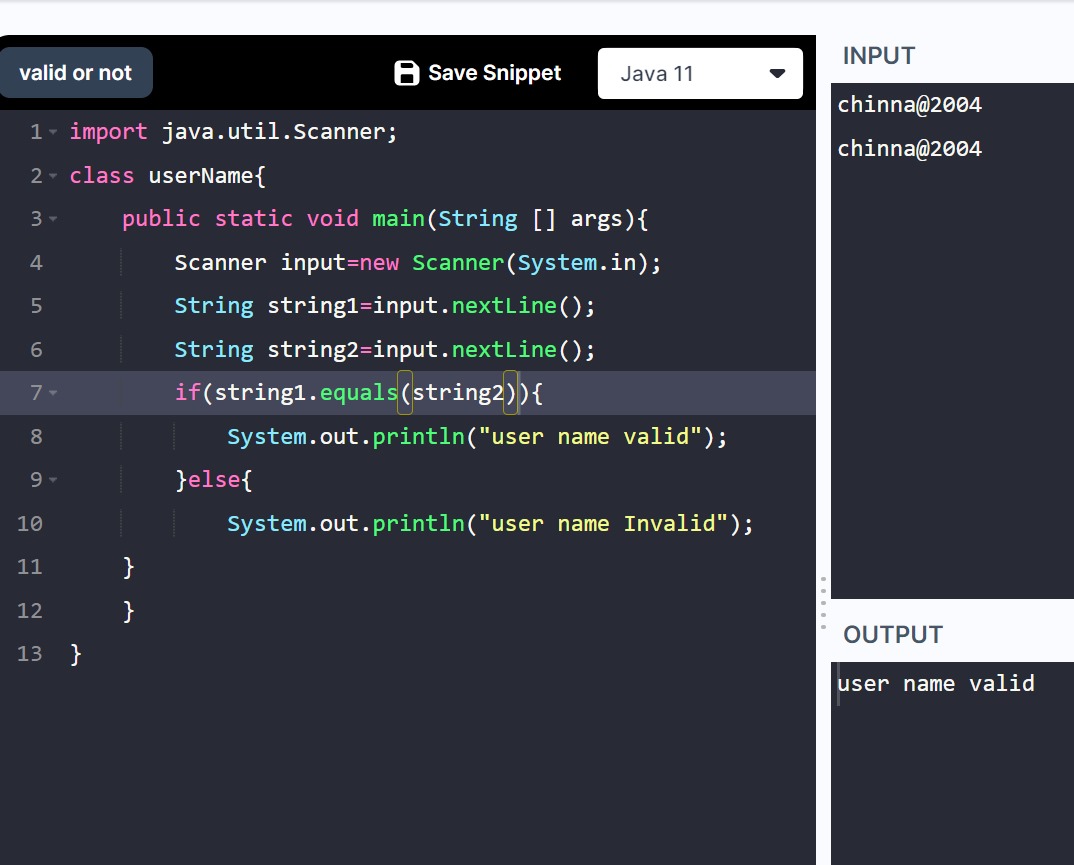 valid or not
Save Snippet
Java 11
1 import java.util.Scanner;
2 class userName{
3     public static void main(String [] args){
4         Scanner input=new Scanner(System.in);
5         String string1=input.nextLine();
6         String string2=input.nextLine();
7         if(string1.equals(string2)){
8             System.out.println("user name valid");
9         }else{
10             System.out.println("user name Invalid");
11     }
12     }
13 }
INPUT
chinna@2004
chinna@2004
OUTPUT
user name valid